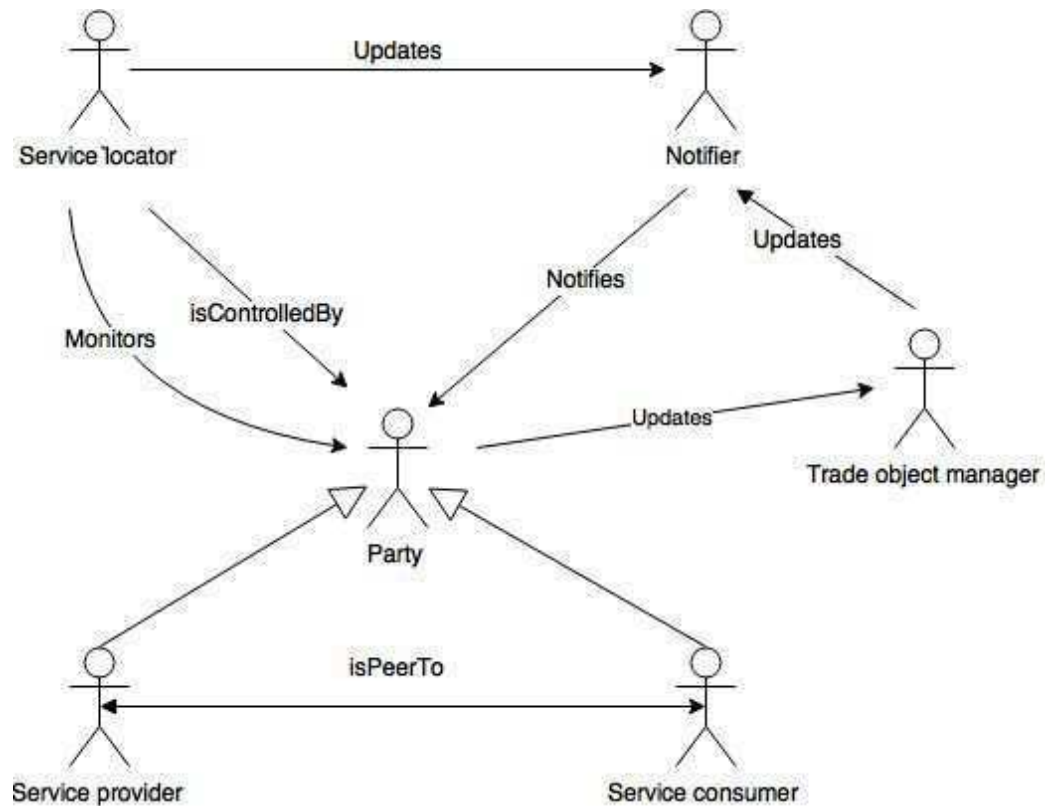 Updates
Service locator
Notifier
Updates
Notifies
isControlledBy
Monitors
Updates
Trade object manager
Party
isPeerTo
Service provider
Service consumer